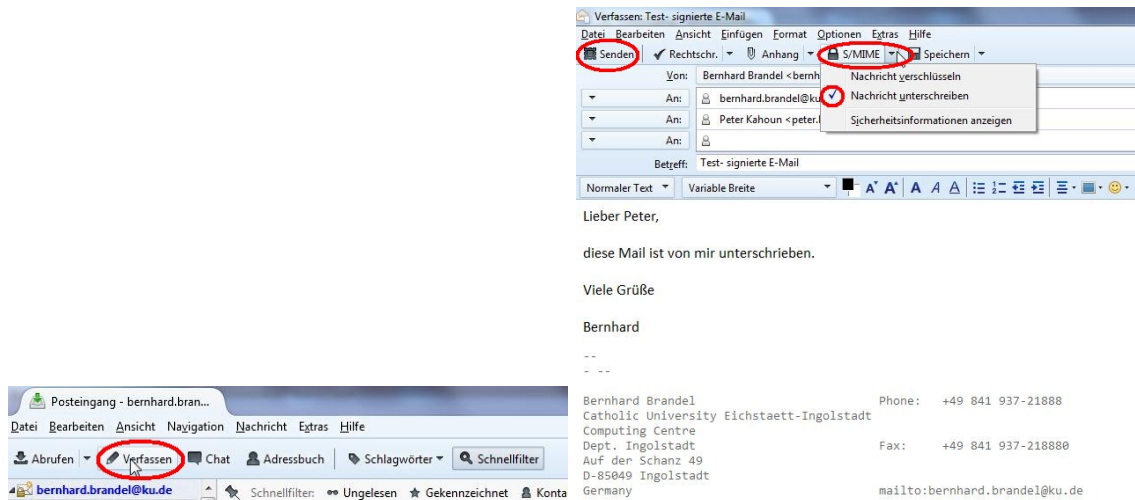 Verfassen: Test- signierte E-Mail
Datei Bearbeiten Ansicht Einfügen Format Optionen Extras Hilfe
Senden Rechtschr. Anhang S/MIME Speichern
Von: Bernhard Brandel <bernh
Nachricht verschlüsseln
An: bernhard.brandel@ku
Nachricht unterschreiben
An: Peter Kahoun <peter.
Sicherheitsinformationen anzeigen
An:
Betreff: Test- signierte E-Mail
Normaler Text Variable Breite
Lieber Peter,
diese Mail ist von mir unterschrieben.
Viele Grüße
Bernhard
--
- --
Bernhard Brandel Phone: +49 841 937-21888
Catholic University Eichstaett-Ingolstadt
Computing Centre
Dept. Ingolstadt Fax: +49 841 937-218880
Auf der Schanz 49
D-85049 Ingolstadt
Germany mailto:bernhard.brandel@ku.de
Posteingang - bernhard.bran...
Datei Bearbeiten Ansicht Navigation Nachricht Extras Hilfe
Abrufen Verfassen Chat Adressbuch Schlagwörter Schnellfilter
bernhard.brandel@ku.de Schnellfilter: Ungelesen Gekennzeichnet Konta